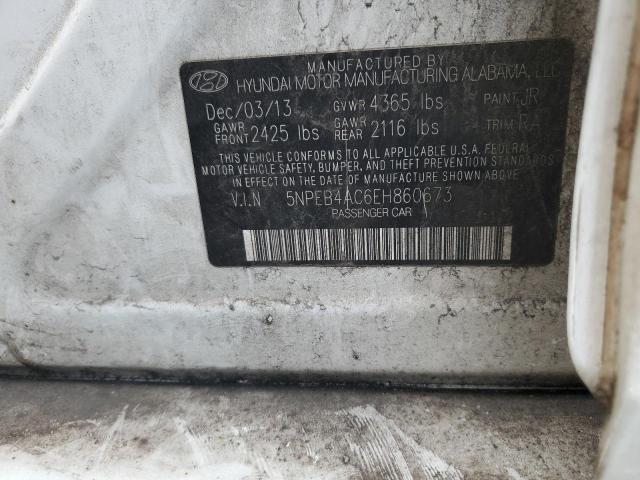 MANUFACTURED BY
HYUNDAI MOTOR MANUFACTURING ALABAMA, LLC
Dec/03/13 GVWR 4365 lbs PAINT JR
GAWR FRONT 2425 lbs GAWR REAR 2116 lbs TRIM RA
THIS VEHICLE CONFORMS TO ALL APPLICABLE U.S.A. FEDERAL
MOTOR VEHICLE SAFETY, BUMPER, AND THEFT PREVENTION STANDARDS
IN EFFECT ON THE DATE OF MANUFACTURE SHOWN ABOVE
V.I.N 5NPEB4AC6EH860673
PASSENGER CAR